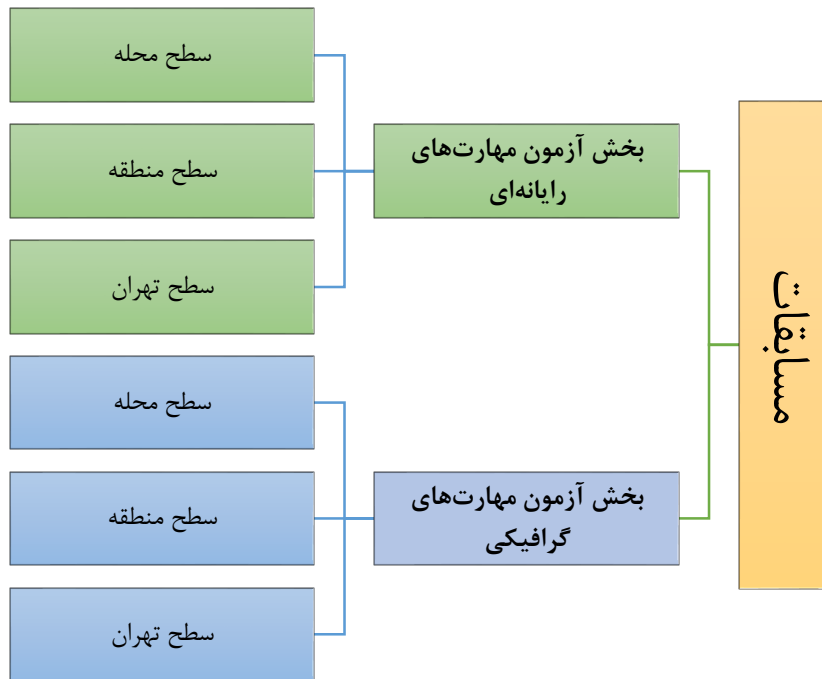 مسابقات
بخش آزمون مهارت‌های
رایانه‌ای
سطح محله
سطح منطقه
سطح تهران
بخش آزمون مهارت‌های
گرافیکی
سطح محله
سطح منطقه
سطح تهران